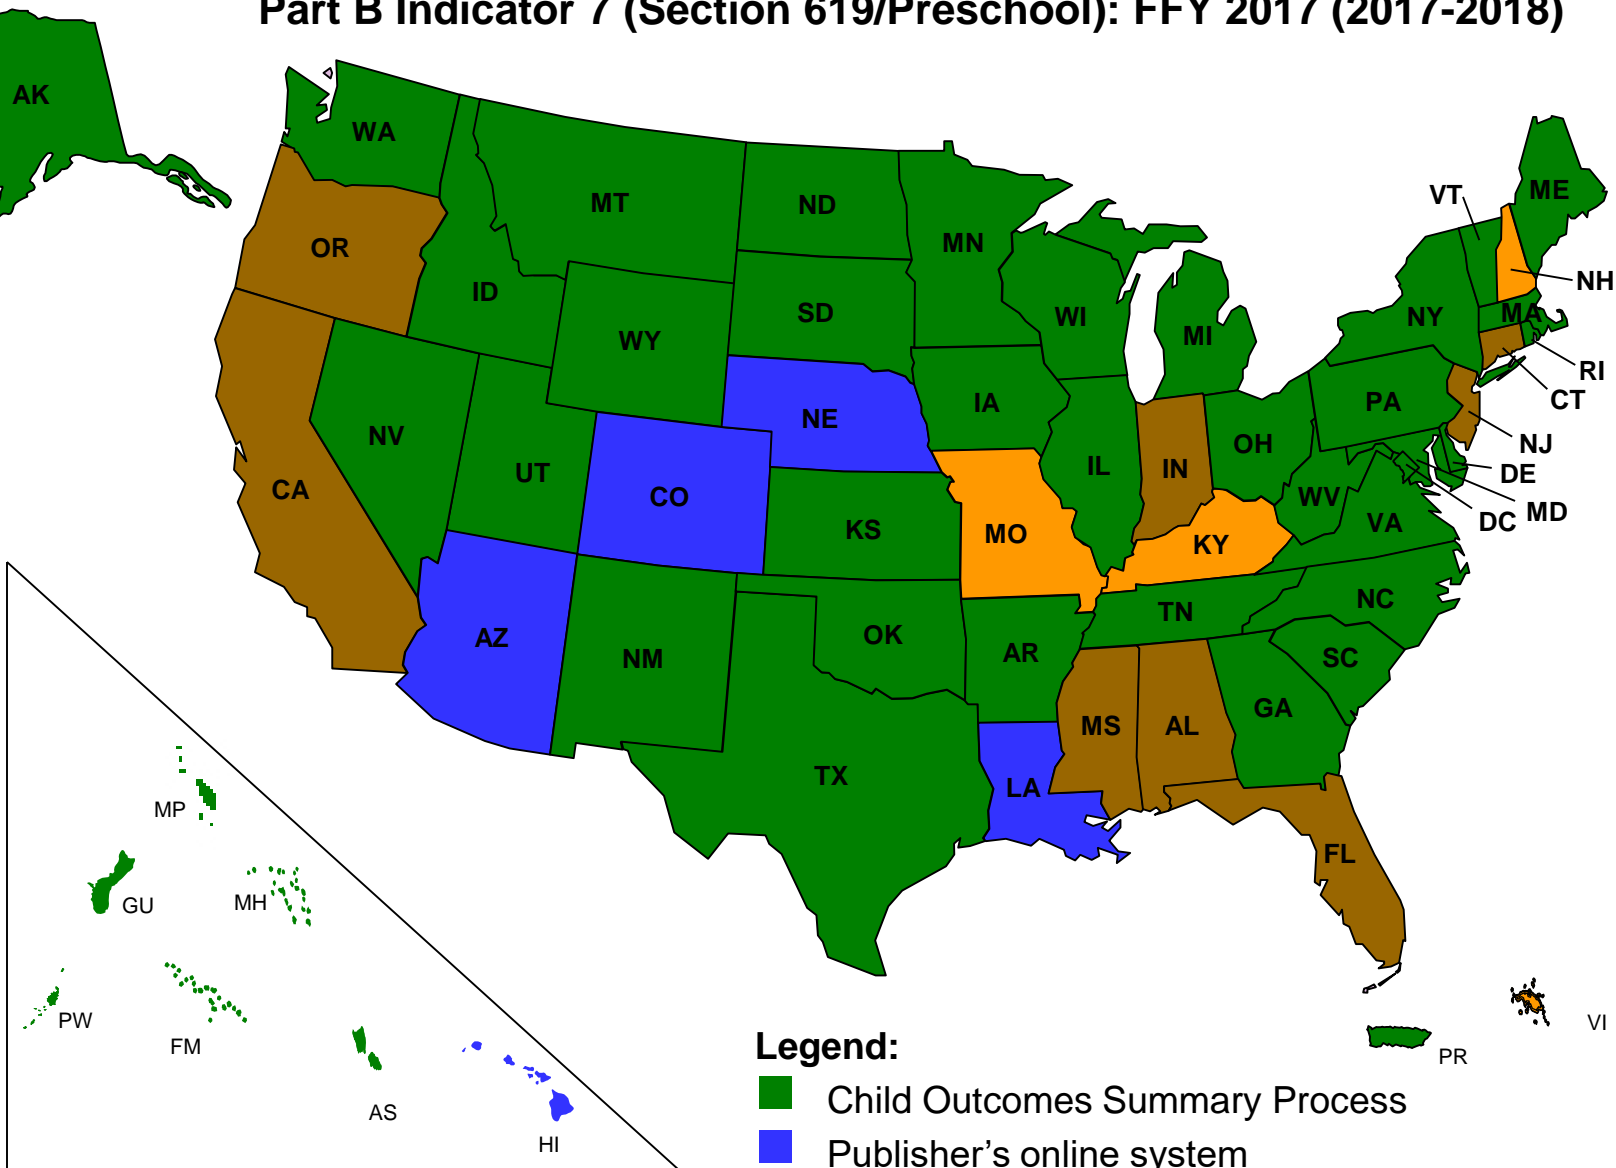 Part B Indicator 7 (Section 619/Preschool): FFY 2017 (2017-2018)
AK
WA
MT
ND
MN
VT
ME
OR
ID
SD
WI
MI
NY
MA
NH
WY
RI
CT
NE
IA
PA
NV
UT
CO
IL
IN
OH
NJ
DE
CA
KS
MO
KY
WV
VA
DC
MD
AZ
NM
OK
AR
TN
NC
SC
MS
AL
GA
TX
LA
FL
MP
GU
MH
PW
FM
AS
HI
VI
PR
Legend:
Child Outcomes Summary Process
Publisher’s online system